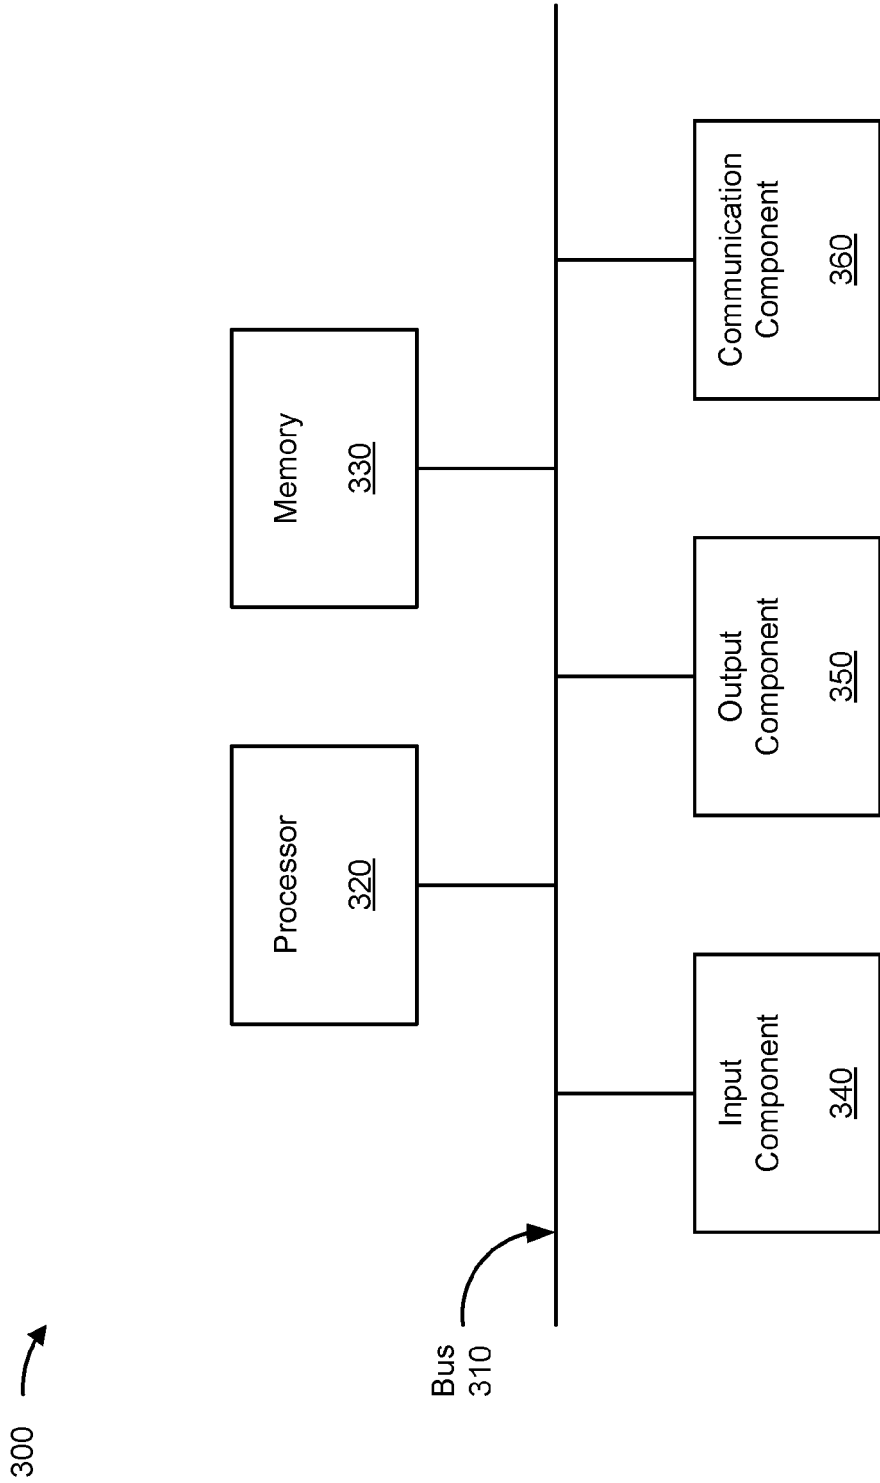 300
Processor
320
Memory
330
Bus
310
Input
Component
340
Output
Component
350
Communication
Component
360